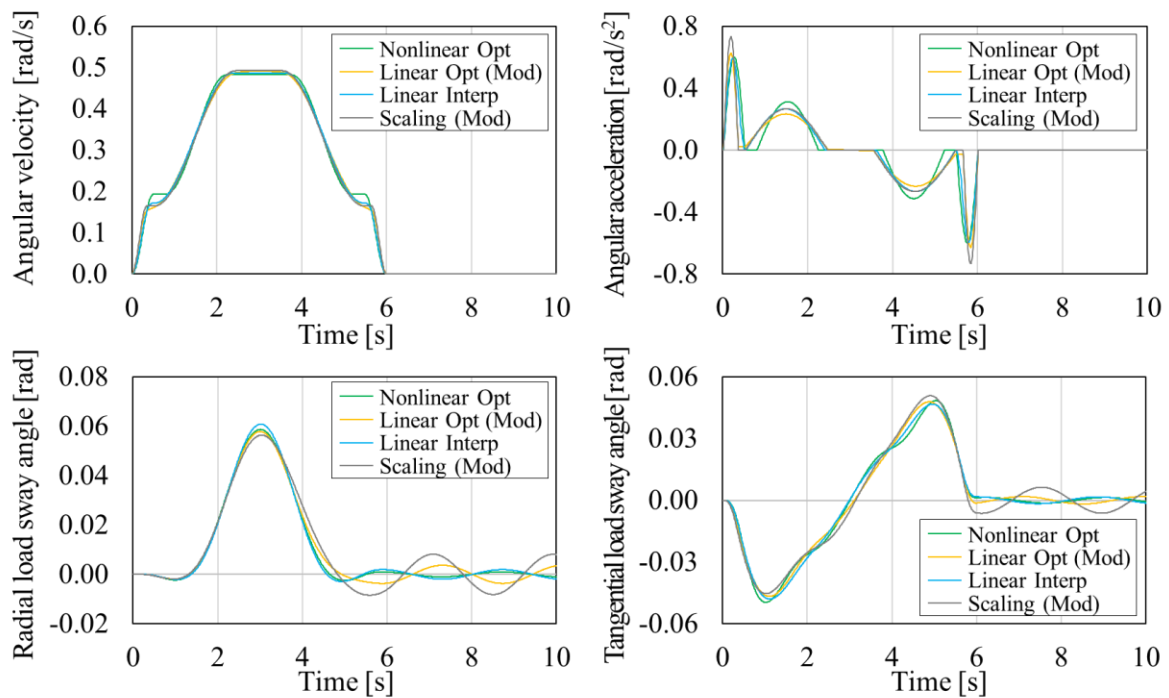 Angular velocity [rad/s]
0.6
0.5
0.4
0.3
0.2
0.1
0.0
Nonlinear Opt
Linear Opt (Mod)
Linear Interp
Scaling (Mod)
0 2 4 6 8 10
Time [s]
Angular acceleration [rad/s²]
0.8
0.4
0.0
-0.4
-0.8
Nonlinear Opt
Linear Opt (Mod)
Linear Interp
Scaling (Mod)
0 2 4 6 8 10
Time [s]
Radial load sway angle [rad]
0.08
0.06
0.04
0.02
0.00
-0.02
Nonlinear Opt
Linear Opt (Mod)
Linear Interp
Scaling (Mod)
0 2 4 6 8 10
Time [s]
Tangential load sway angle [rad]
0.06
0.03
0.00
-0.03
-0.06
Nonlinear Opt
Linear Opt (Mod)
Linear Interp
Scaling (Mod)
0 2 4 6 8 10
Time [s]